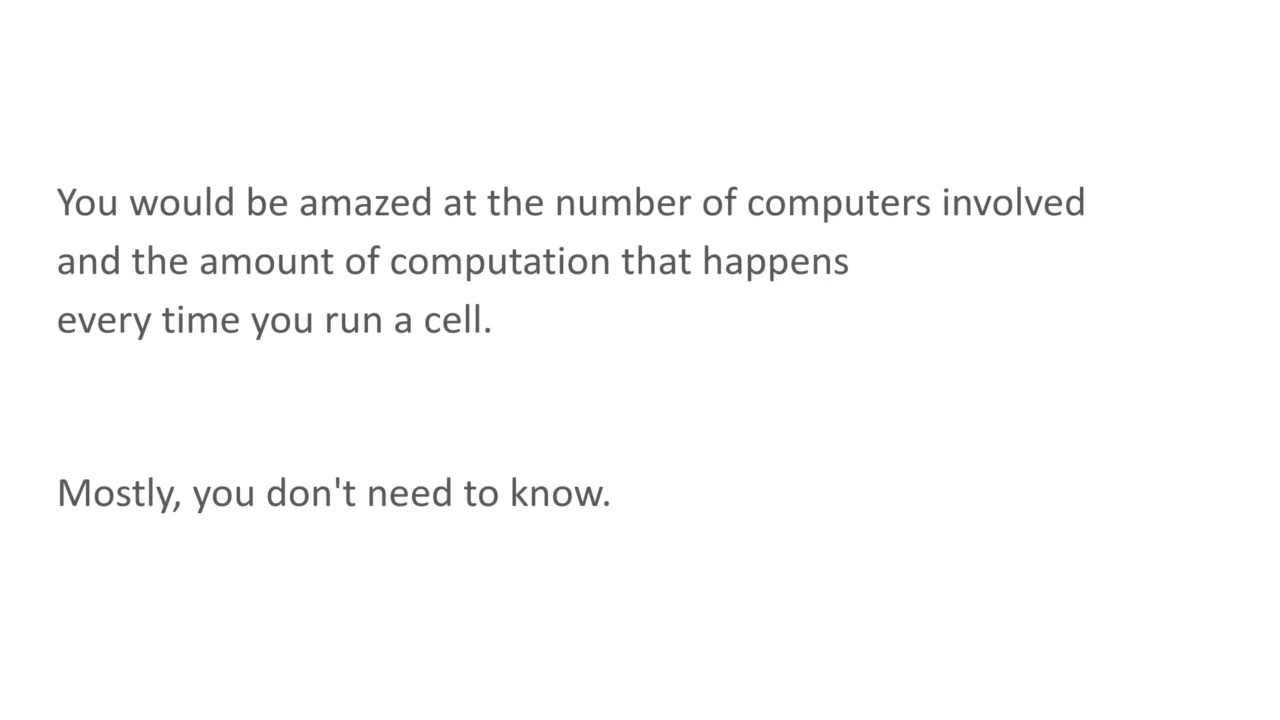 You would be amazed at the number of computers involved
and the amount of computation that happens
every time you run a cell.
Mostly, you don't need to know.